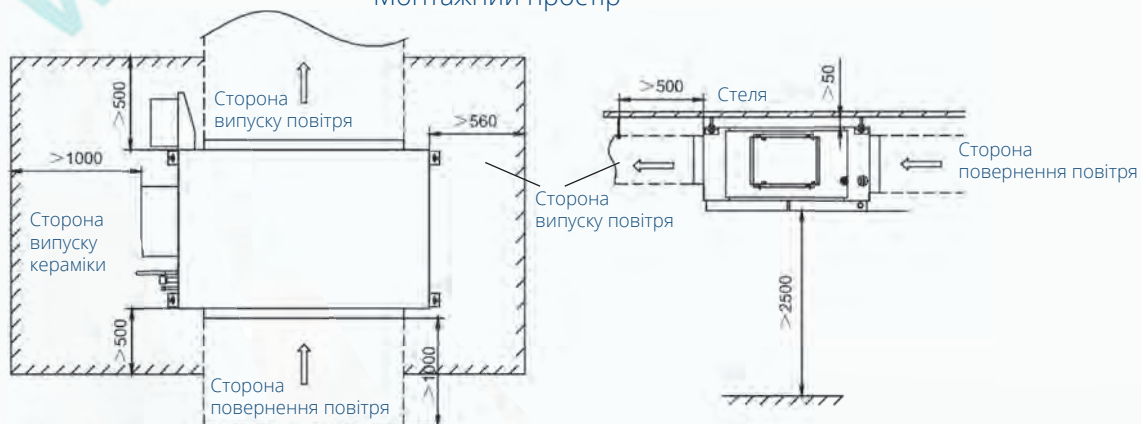 Монтажний простір
>500
Сторона
випуску повітря
>560
>1000
Сторона
випуску
кераміки
>500
Сторона
повернення повітря
>1000
Сторона
випуску повітря
>500
Стеля
>50
Сторона
повернення повітря
>2500